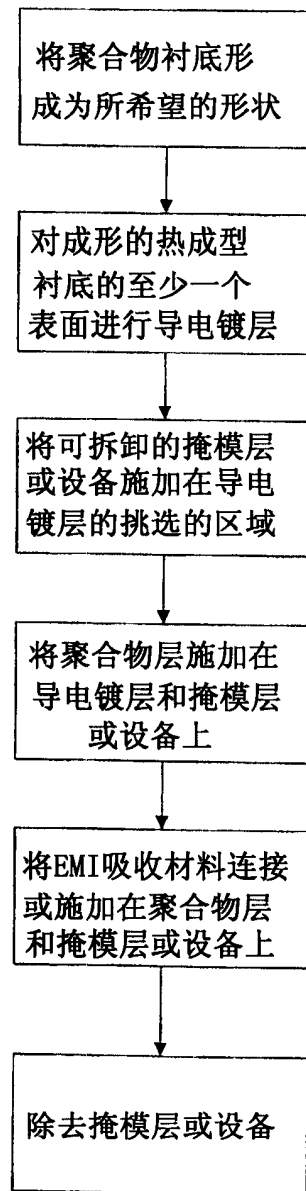 将聚合物衬底形
成为所希望的形状
对成形的热成型
衬底的至少一个
表面进行导电镀层
将可拆卸的掩模层
或设备施加在导电
镀层的挑选的区域
将聚合物层施加在
导电镀层和掩模层
或设备上
将EMI吸收材料连接
或施加在聚合物层
和掩模层或设备上
除去掩模层或设备